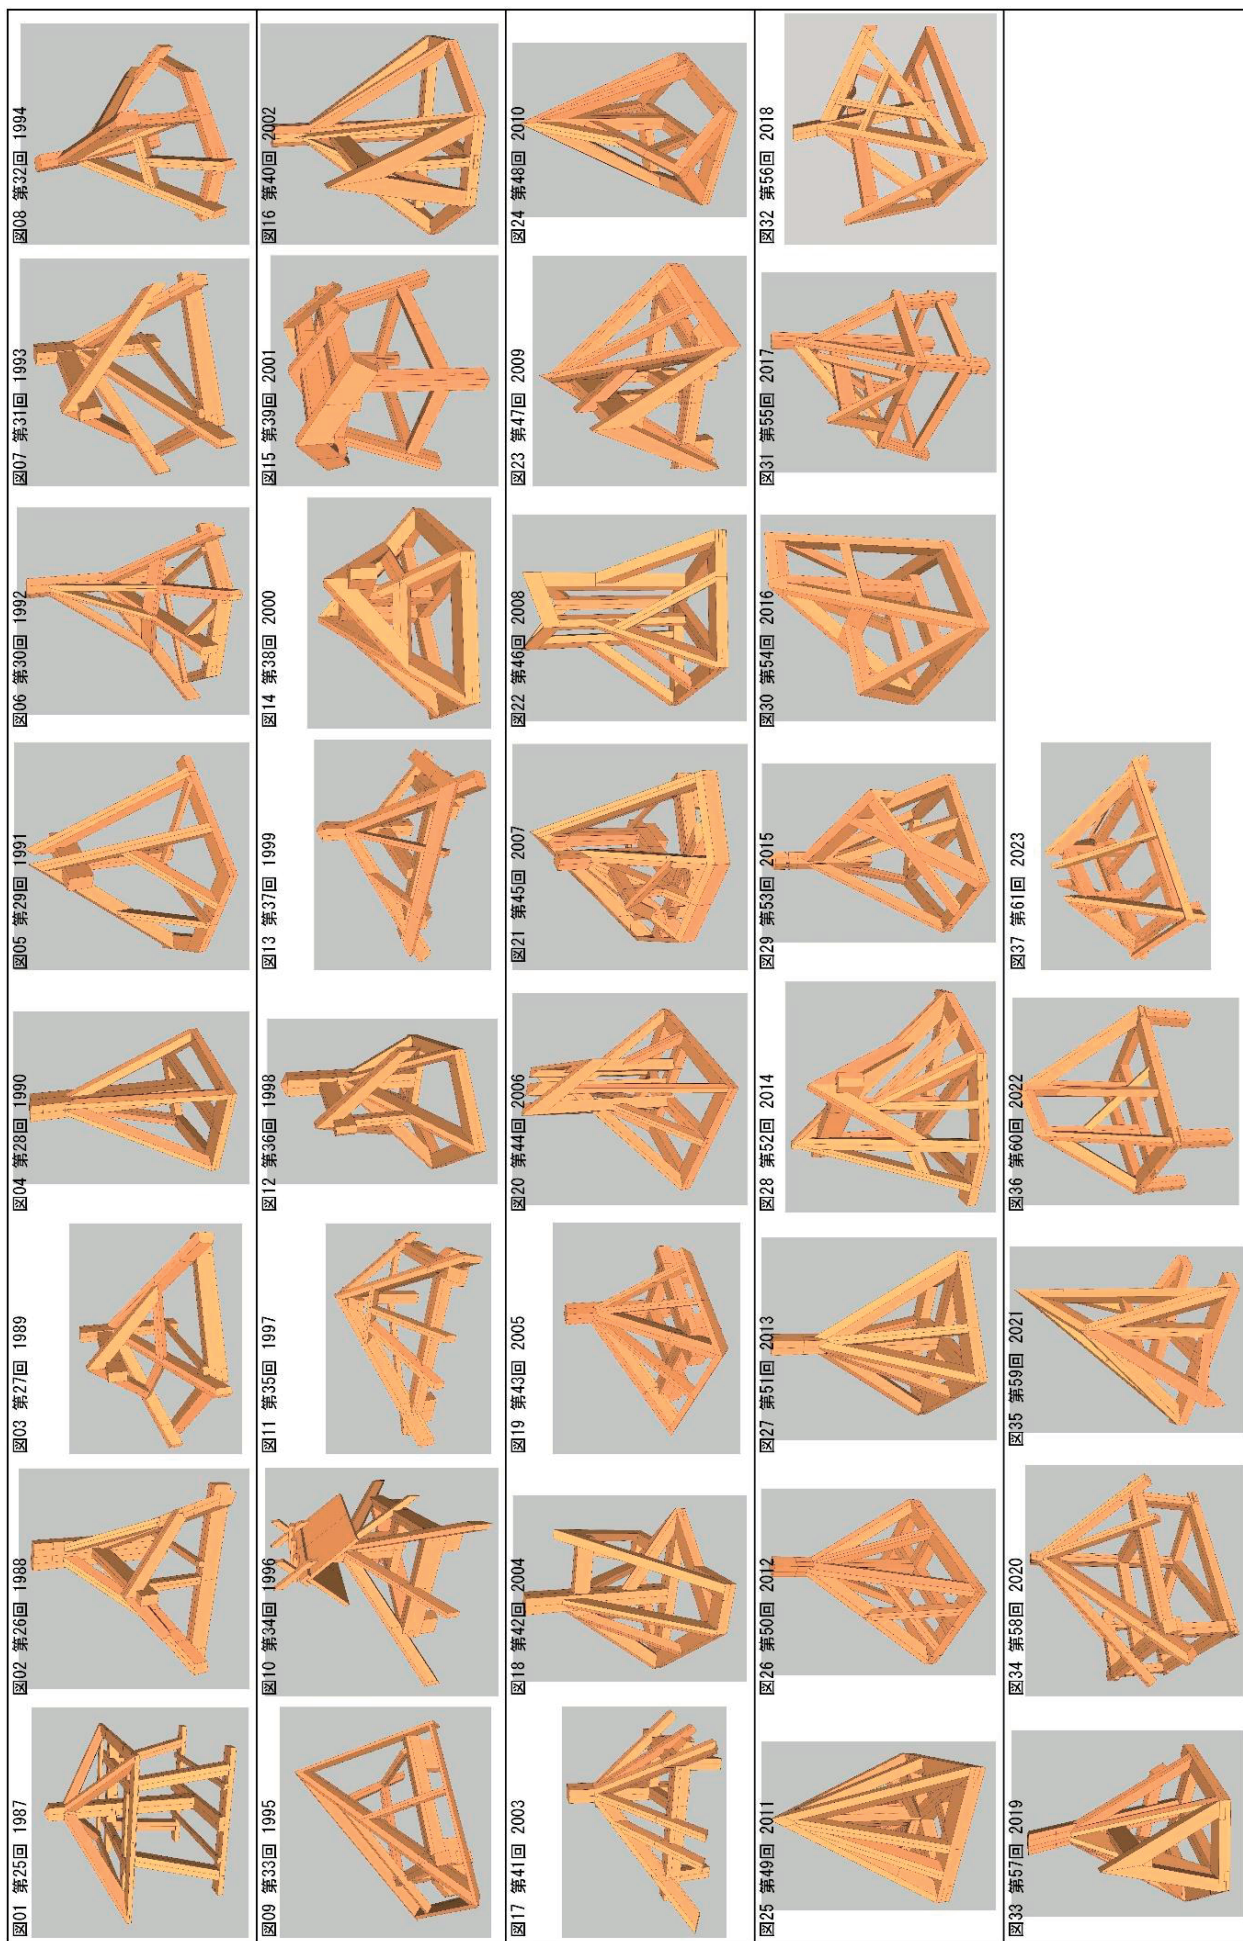 図01 第25回 1987
図02 第26回 1988
図03 第27回 1989
図04 第28回 1990
図05 第29回 1991
図06 第30回 1992
図07 第31回 1993
図08 第32回 1994
図09 第33回 1995
図10 第34回 1996
図11 第35回 1997
図12 第36回 1998
図13 第37回 1999
図14 第38回 2000
図15 第39回 2001
図16 第40回 2002
図17 第41回 2003
図18 第42回 2004
図19 第43回 2005
図20 第44回 2006
図21 第45回 2007
図22 第46回 2008
図23 第47回 2009
図24 第48回 2010
図25 第49回 2011
図26 第50回 2012
図27 第51回 2013
図28 第52回 2014
図29 第53回 2015
図30 第54回 2016
図31 第55回 2017
図32 第56回 2018
図33 第57回 2019
図34 第58回 2020
図35 第59回 2021
図36 第60回 2022
図37 第61回 2023